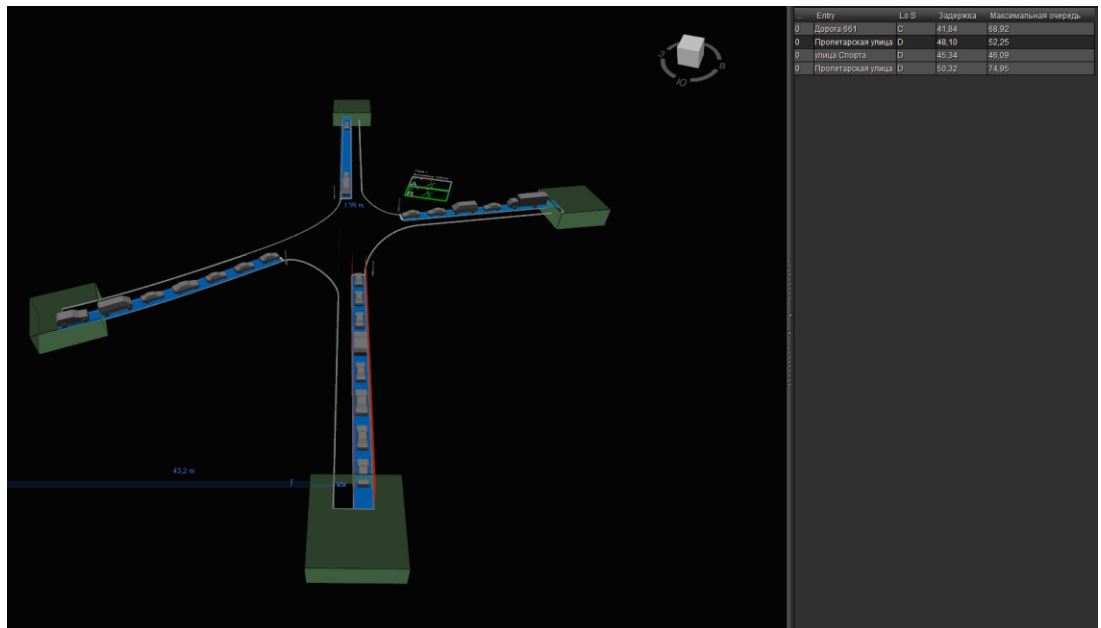 ... Entry Lo S Задержка Максимальная очередь
0 Дорога 661 C 41,84 68,92
0 Пролетарская улица D 48,10 52,25
0 улица Спорта D 45,34 46,09
0 Пролетарская улица D 50,32 74,95
З В
Ю
43,2 m